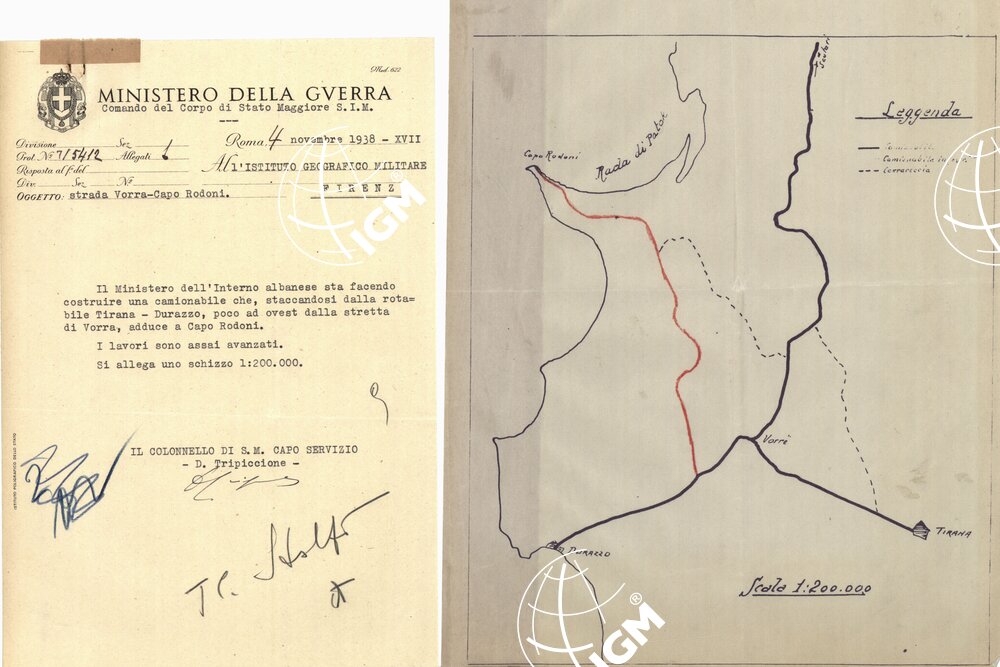 Mod. 622
MINISTERO DELLA GVERRA
Comando del Corpo di Stato Maggiore S.I.M.
Roma, 4 novembre 1938 - XVII
Divisione Sez
Prot. N° 7/5412 Allegati 1
Risposta al f° del
Div. Sez N°
OGGETTO: strada Vorra-Capo Rodoni.
All'ISTITUTO GEOGRAFICO MILITARE
FIRENZ
Il Ministero dell'Interno albanese sta facendo
costruire una camionabile che, staccandosi dalla rota-
bile Tirana - Durazzo, poco ad ovest dalla stretta
di Vorra, adduce a Capo Rodoni.
I lavori sono assai avanzati.
Si allega uno schizzo 1:200.000.
IL COLONNELLO DI S.M. CAPO SERVIZIO
- D. Tripiccione -
IGM
Scutari
Leggenda
Camionabile in
Carrareccia
Capo Rodoni
Rada di Patok
Vorrë
TIRANA
DURAZZO
Scala 1:200.000
IGM®